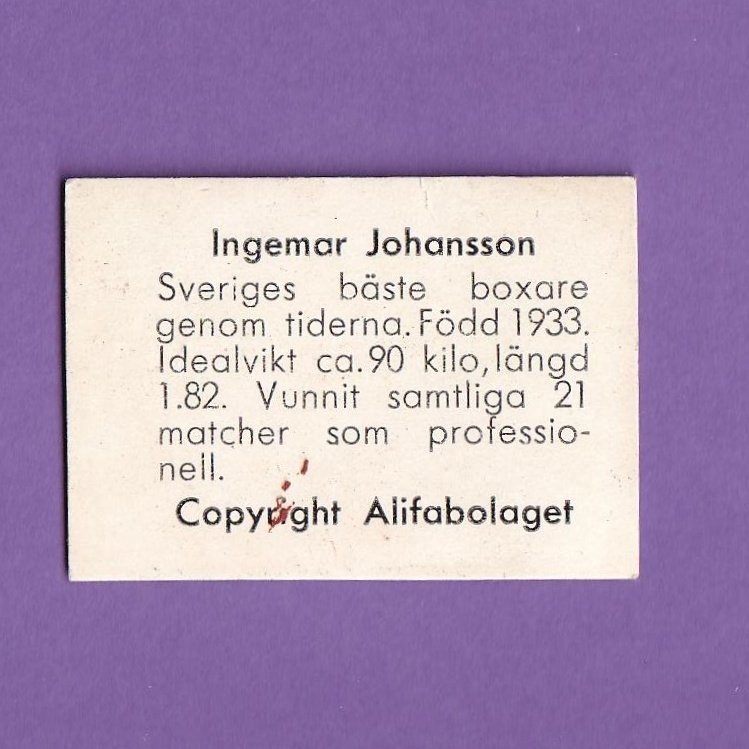 Ingemar Johansson
Sveriges bäste boxare
genom tiderna. Född 1933.
Idealvikt ca. 90 kilo, längd
1.82. Vunnit samtliga 21
matcher som professio-
nell.
Copyright Alifabolaget